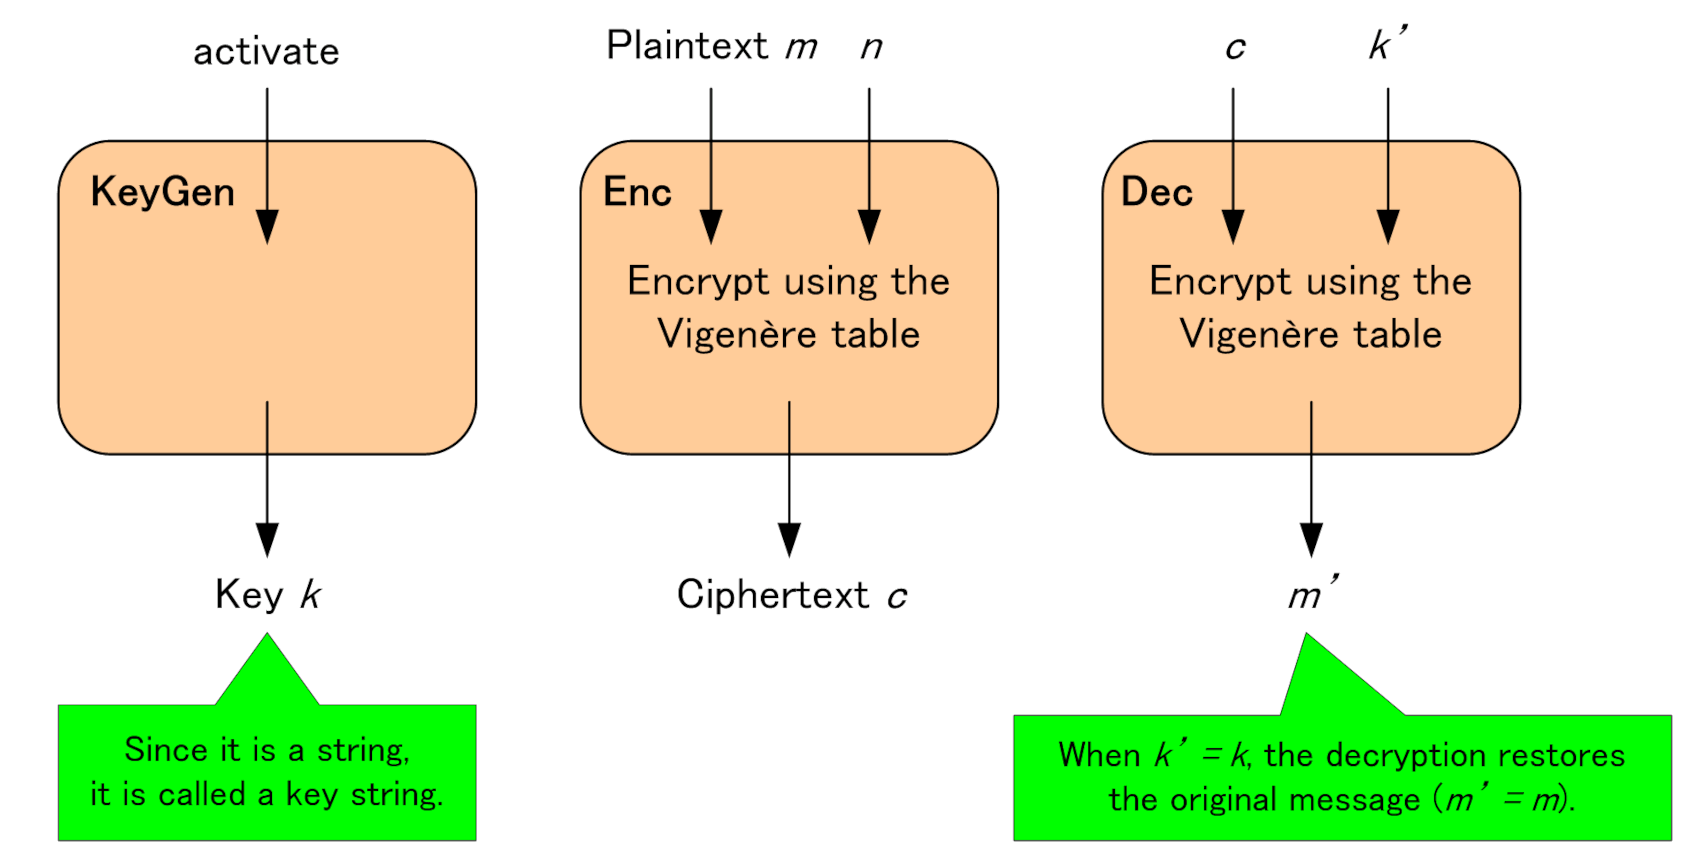 activate
KeyGen
Key k
Since it is a string,
it is called a key string.
Plaintext m n
Enc
Encrypt using the
Vigenère table
Ciphertext c
c k’
Dec
Encrypt using the
Vigenère table
m’
When k’ = k, the decryption restores
the original message (m’ = m).